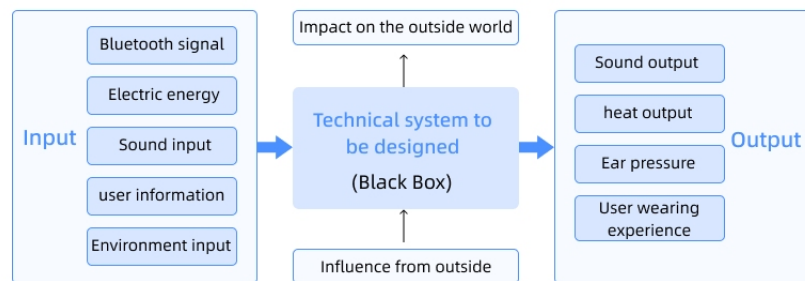 Input
Bluetooth signal
Electric energy
Sound input
user information
Environment input
Impact on the outside world
Technical system to
be designed
(Black Box)
Influence from outside
Sound output
heat output
Ear pressure
User wearing
experience
Output